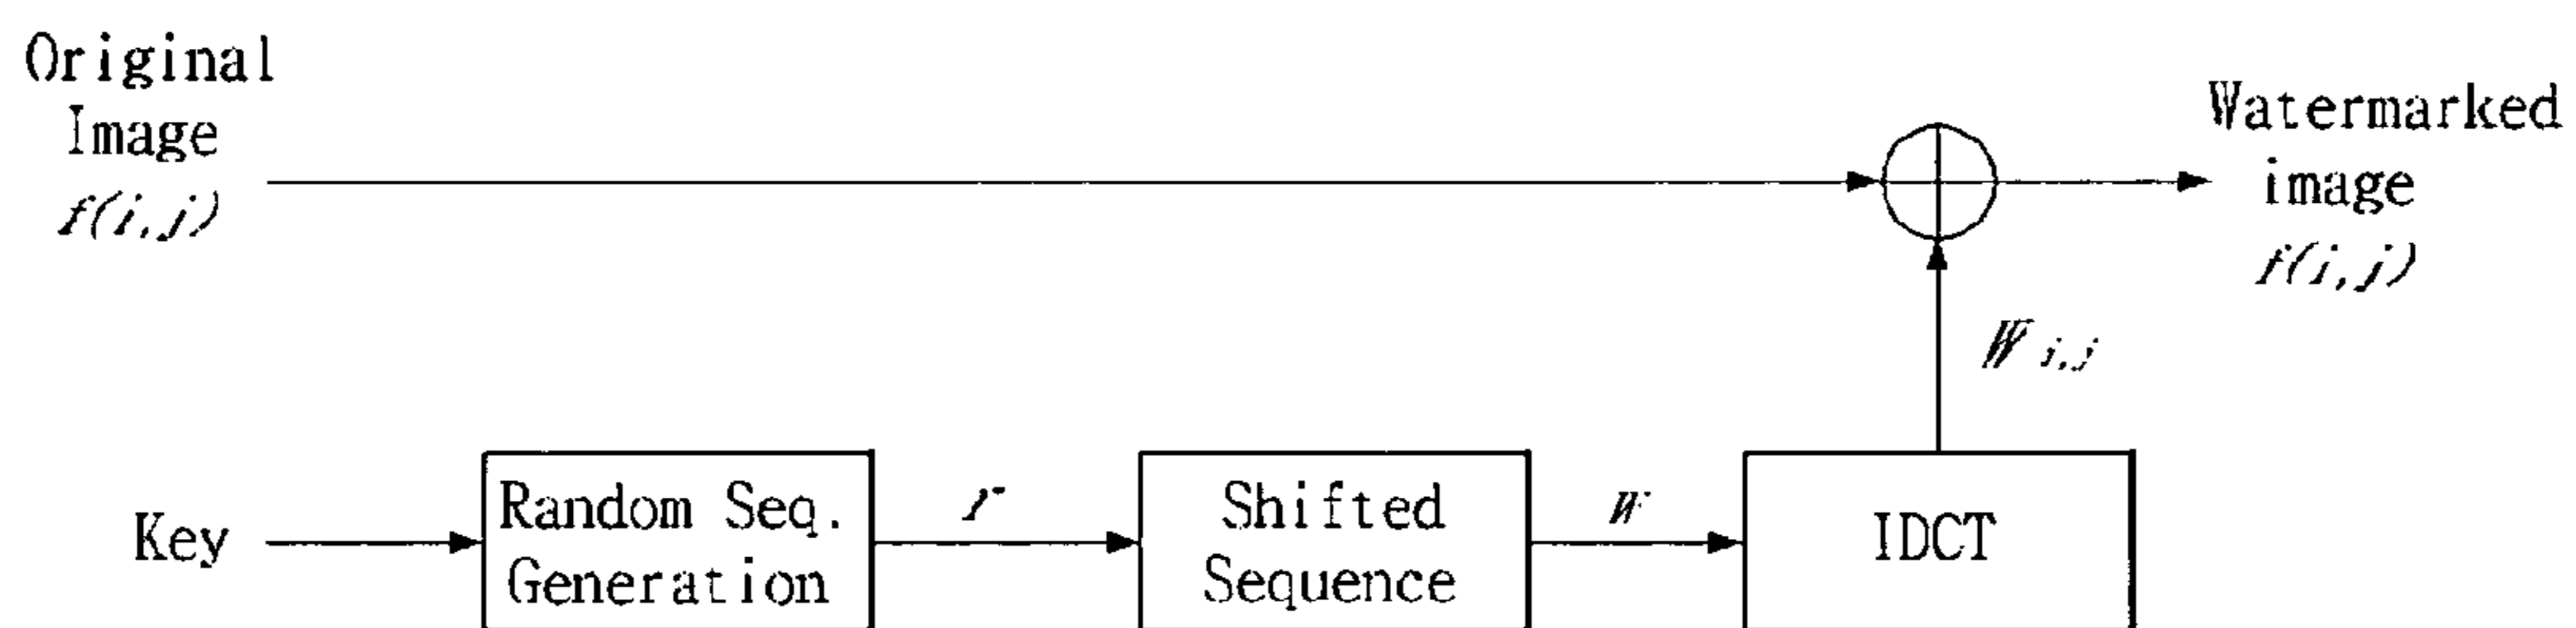 Original
Image
f(i,j)
Watermarked
image
f(i,j)
W i,j
Key
Random Seq.
Generation
r
Shifted
Sequence
W
IDCT